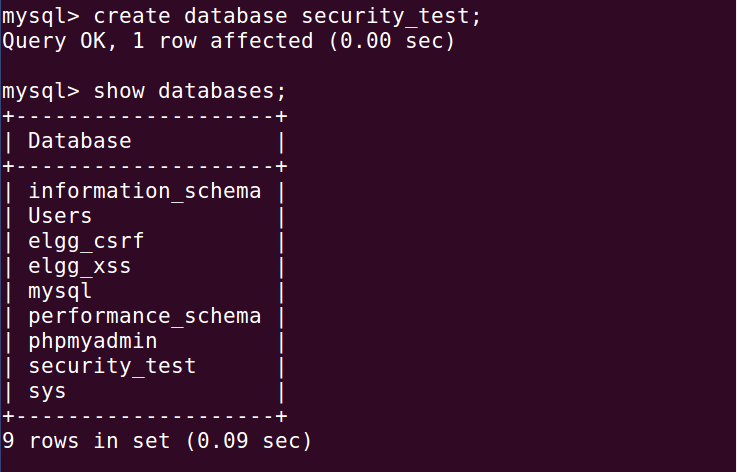 mysql> create database security_test;
Query OK, 1 row affected (0.00 sec)

mysql> show databases;
+--------------------+
| Database           |
+--------------------+
| information_schema |
| Users              |
| elgg_csrf          |
| elgg_xss           |
| mysql              |
| performance_schema |
| phpmyadmin         |
| security_test      |
| sys                |
+--------------------+
9 rows in set (0.09 sec)